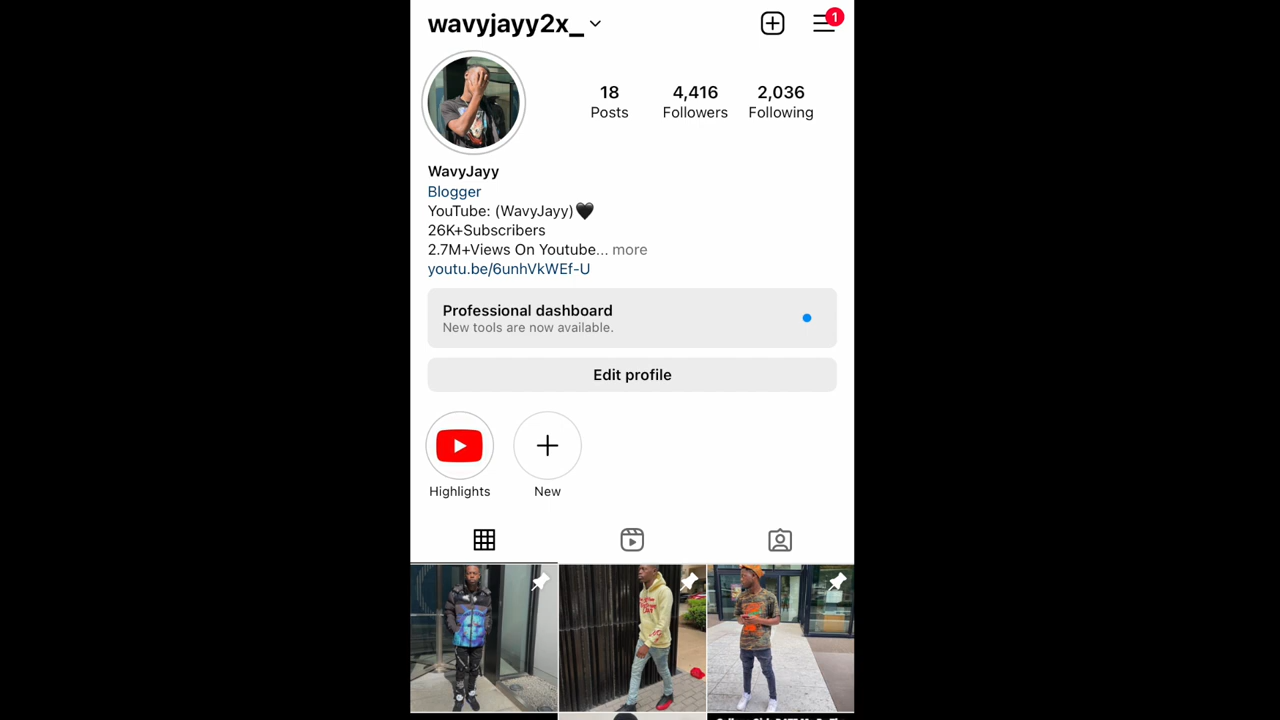 wavyjayy2x_
1
18
Posts
4,416
Followers
2,036
Following
WavyJayy
Blogger
YouTube: (WavyJayy)🖤
26K+Subscribers
2.7M+Views On Youtube... more
youtu.be/6unhVkWEf-U
Professional dashboard
New tools are now available.
Edit profile
Highlights
New